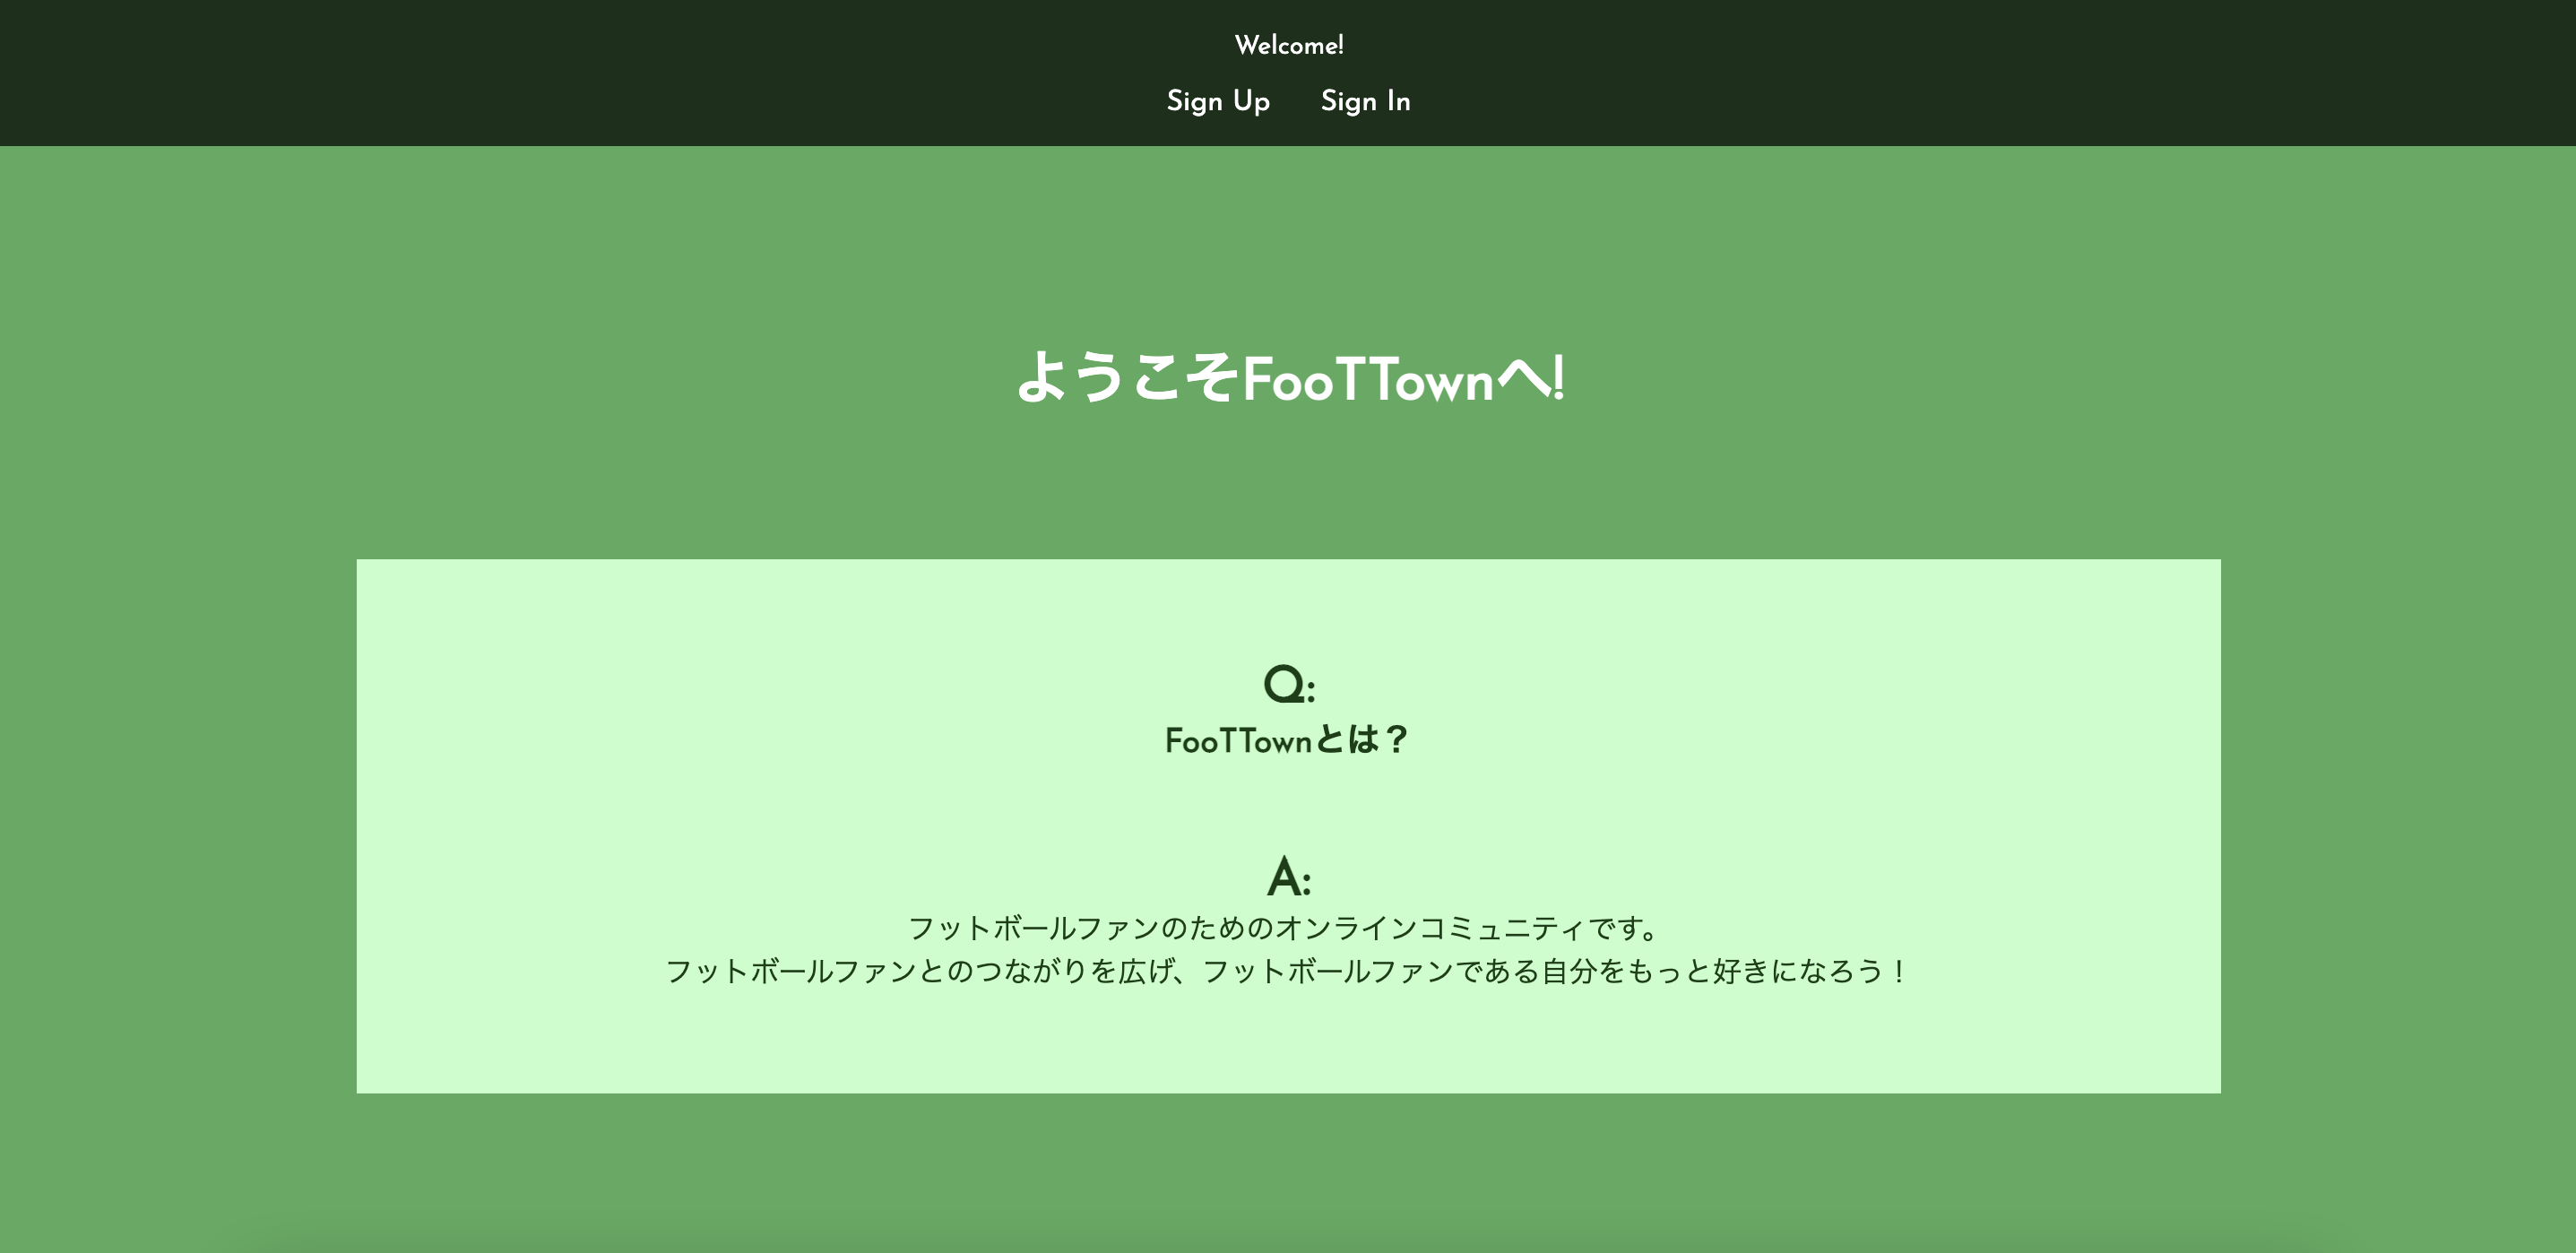 Welcome!
Sign Up Sign In
ようこそFooTTownへ!
Q:
FooTTownとは？
A:
フットボールファンのためのオンラインコミュニティです。
フットボールファンとのつながりを広げ、フットボールファンである自分をもっと好きになろう！